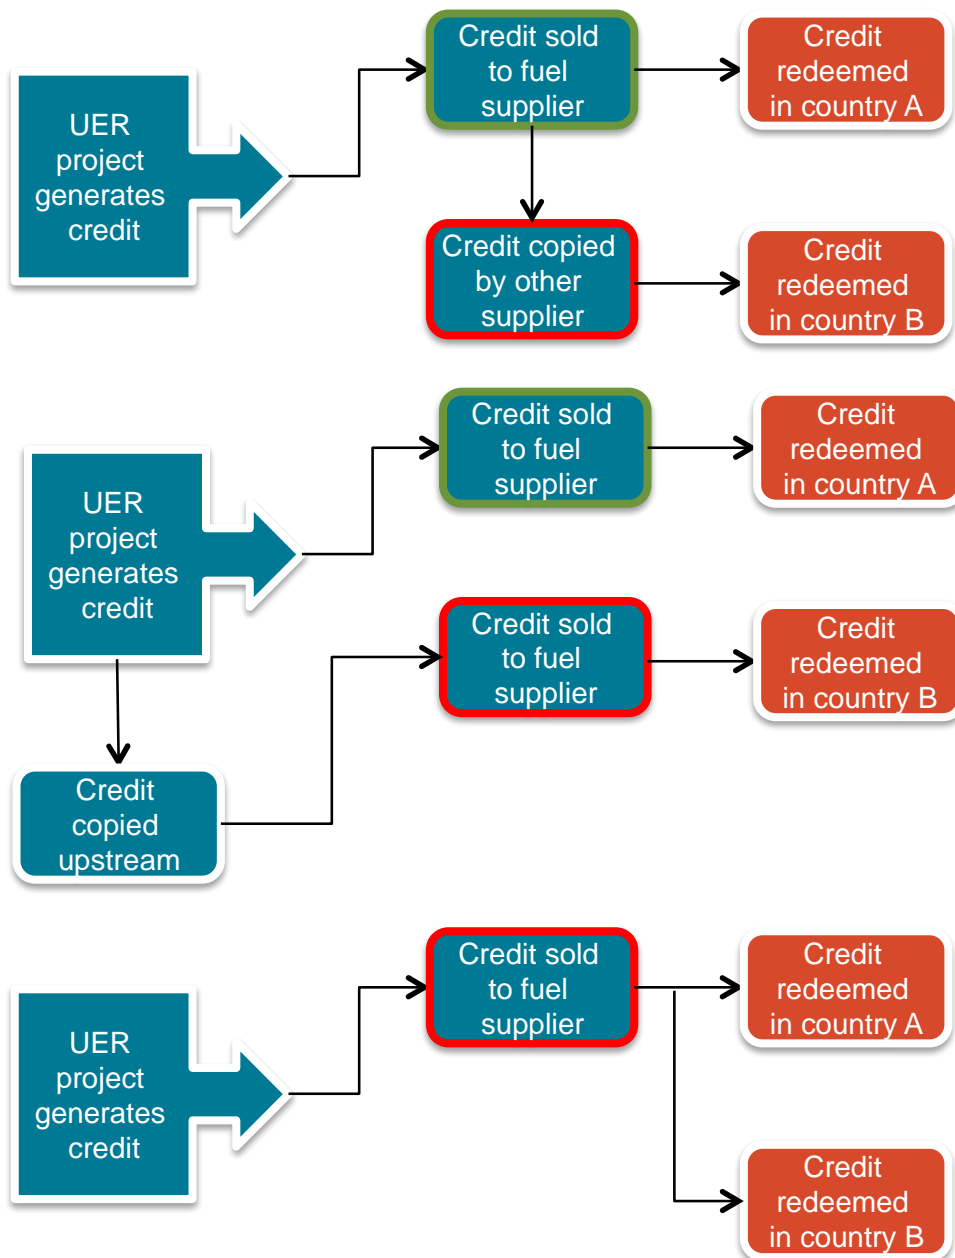 UER
project
generates
credit
Credit sold
to fuel
supplier
Credit
redeemed
in country A
Credit copied
by other
supplier
Credit
redeemed
in country B
UER
project
generates
credit
Credit sold
to fuel
supplier
Credit
redeemed
in country A
Credit sold
to fuel
supplier
Credit
redeemed
in country B
Credit
copied
upstream
UER
project
generates
credit
Credit sold
to fuel
supplier
Credit
redeemed
in country A
Credit
redeemed
in country B